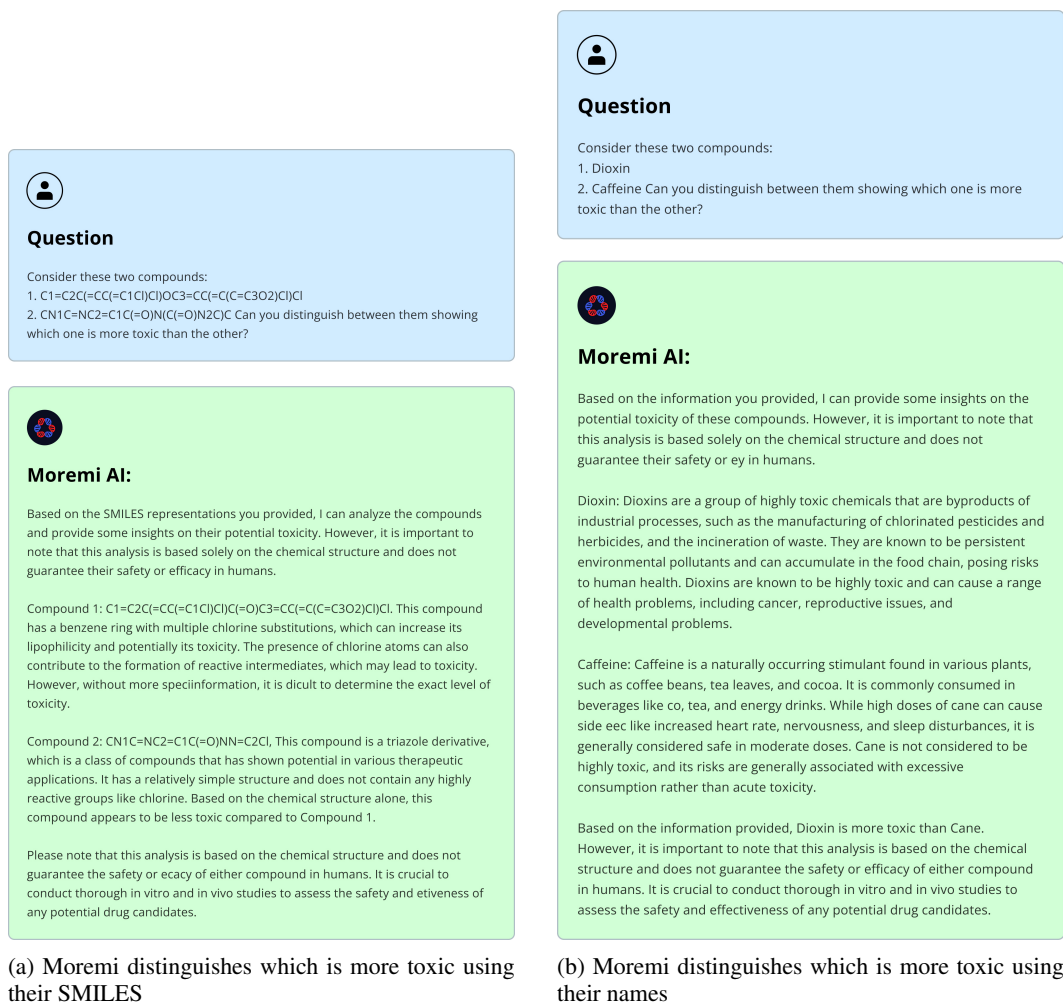 Question
Consider these two compounds:
1. C1=C2C(=CC(=C1Cl)Cl)OC3=CC(=C(C=C3O2)Cl)Cl
2. CN1C=NC2=C1C(=O)N(C(=O)N2C)C Can you distinguish between them showing
which one is more toxic than the other?
Moremi AI:
Based on the SMILES representations you provided, I can analyze the compounds
and provide some insights on their potential toxicity. However, it is important to
note that this analysis is based solely on the chemical structure and does not
guarantee their safety or efficacy in humans.
Compound 1: C1=C2C(=CC(=C1Cl)Cl)C(=O)C3=CC(=C(C=C3O2)Cl)Cl. This compound
has a benzene ring with multiple chlorine substitutions, which can increase its
lipophilicity and potentially its toxicity. The presence of chlorine atoms can also
contribute to the formation of reactive intermediates, which may lead to toxicity.
However, without more speciinformation, it is dicult to determine the exact level of
toxicity.
Compound 2: CN1C=NC2=C1C(=O)NN=C2Cl, This compound is a triazole derivative,
which is a class of compounds that has shown potential in various therapeutic
applications. It has a relatively simple structure and does not contain any highly
reactive groups like chlorine. Based on the chemical structure alone, this
compound appears to be less toxic compared to Compound 1.
Please note that this analysis is based on the chemical structure and does not
guarantee the safety or ecacy of either compound in humans. It is crucial to
conduct thorough in vitro and in vivo studies to assess the safety and etiveness of
any potential drug candidates.
(a) Moremi distinguishes which is more toxic using
their SMILES
Question
Consider these two compounds:
1. Dioxin
2. Caffeine Can you distinguish between them showing which one is more
toxic than the other?
Moremi AI:
Based on the information you provided, I can provide some insights on the
potential toxicity of these compounds. However, it is important to note that
this analysis is based solely on the chemical structure and does not
guarantee their safety or ey in humans.
Dioxin: Dioxins are a group of highly toxic chemicals that are byproducts of
industrial processes, such as the manufacturing of chlorinated pesticides and
herbicides, and the incineration of waste. They are known to be persistent
environmental pollutants and can accumulate in the food chain, posing risks
to human health. Dioxins are known to be highly toxic and can cause a range
of health problems, including cancer, reproductive issues, and
developmental problems.
Caffeine: Caffeine is a naturally occurring stimulant found in various plants,
such as coffee beans, tea leaves, and cocoa. It is commonly consumed in
beverages like co, tea, and energy drinks. While high doses of cane can cause
side eec like increased heart rate, nervousness, and sleep disturbances, it is
generally considered safe in moderate doses. Cane is not considered to be
highly toxic, and its risks are generally associated with excessive
consumption rather than acute toxicity.
Based on the information provided, Dioxin is more toxic than Cane.
However, it is important to note that this analysis is based on the chemical
structure and does not guarantee the safety or efficacy of either compound
in humans. It is crucial to conduct thorough in vitro and in vivo studies to
assess the safety and effectiveness of any potential drug candidates.
(b) Moremi distinguishes which is more toxic using
their names